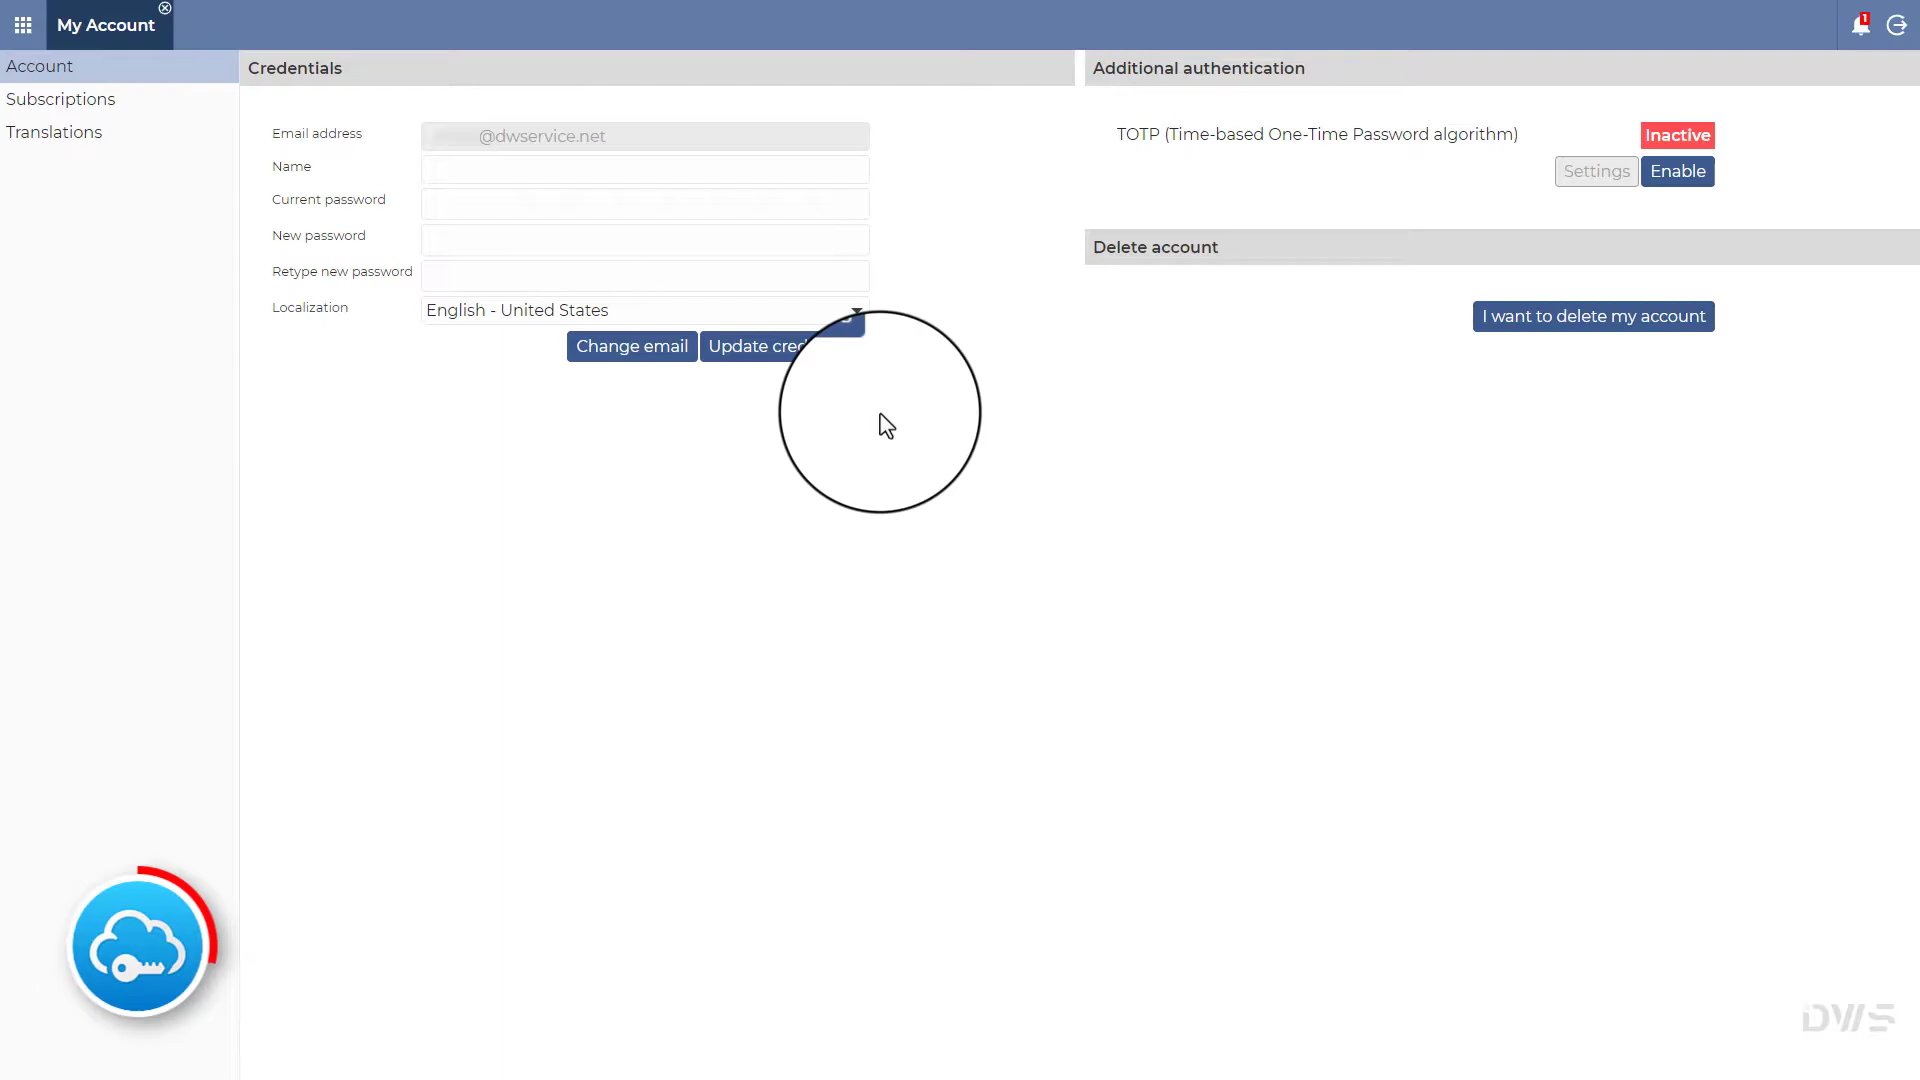 My Account
1
Account
Subscriptions
Translations
Credentials
Email address
@dwservice.net
Name
Current password
New password
Retype new password
Localization
English - United States
Change email
Update
Additional authentication
TOTP (Time-based One-Time Password algorithm)
Inactive
Settings
Enable
Delete account
I want to delete my account
DWS